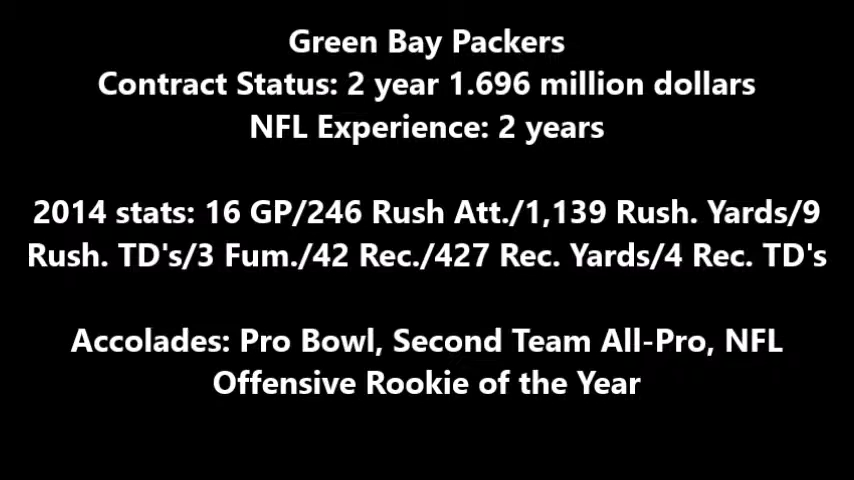 Green Bay Packers
Contract Status: 2 year 1.696 million dollars
NFL Experience: 2 years
2014 stats: 16 GP/246 Rush Att./1,139 Rush. Yards/9
Rush. TD's/3 Fum./42 Rec./427 Rec. Yards/4 Rec. TD's
Accolades: Pro Bowl, Second Team All-Pro, NFL
Offensive Rookie of the Year